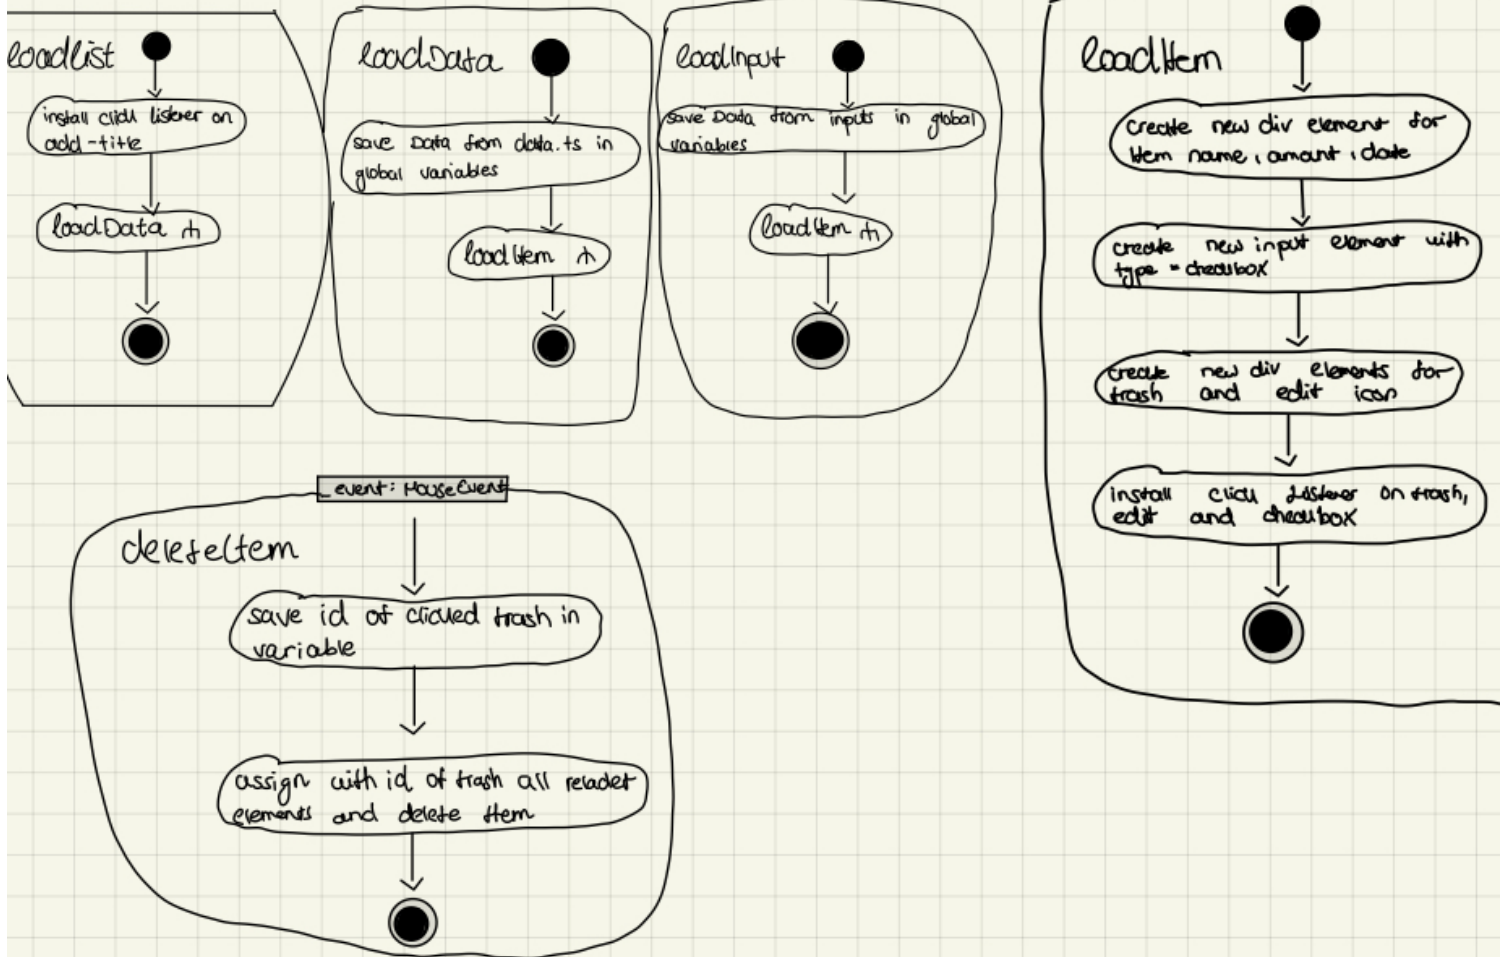 loadlist
install click listener on
add-title
loadData
loadData
save Data from data.ts in
global variables
loadItem
loadInput
save Data from inputs in global
variables
loadItem
loadItem
create new div element for
Item name, amount, date
create new input element with
type = checkbox
create new div elements for
trash and edit icon
install click Listener on trash,
edit and checkbox
_event: MouseEvent
deleteItem
save id of clicked trash in
variable
assign with id of trash all reladet
elements and delete Item